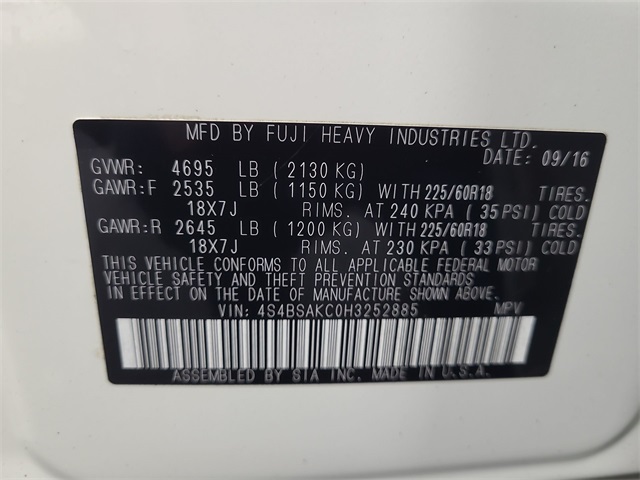 MFD BY FUJI HEAVY INDUSTRIES LTD.
DATE: 09/16
GVWR: 4695 LB (2130 KG)
GAWR:F 2535 LB (1150 KG) WITH 225/60R18 TIRES.
18X7J RIMS. AT 240 KPA (35 PSI) COLD
GAWR:R 2645 LB (1200 KG) WITH 225/60R18 TIRES.
18X7J RIMS. AT 230 KPA (33 PSI) COLD
THIS VEHICLE CONFORMS TO ALL APPLICABLE FEDERAL MOTOR
VEHICLE SAFETY AND THEFT PREVENTION STANDARDS
IN EFFECT ON THE DATE OF MANUFACTURE SHOWN ABOVE.
VIN: 4S4BSAKC0H3252885 MPV
ASSEMBLED BY SIA INC. MADE IN U.S.A.